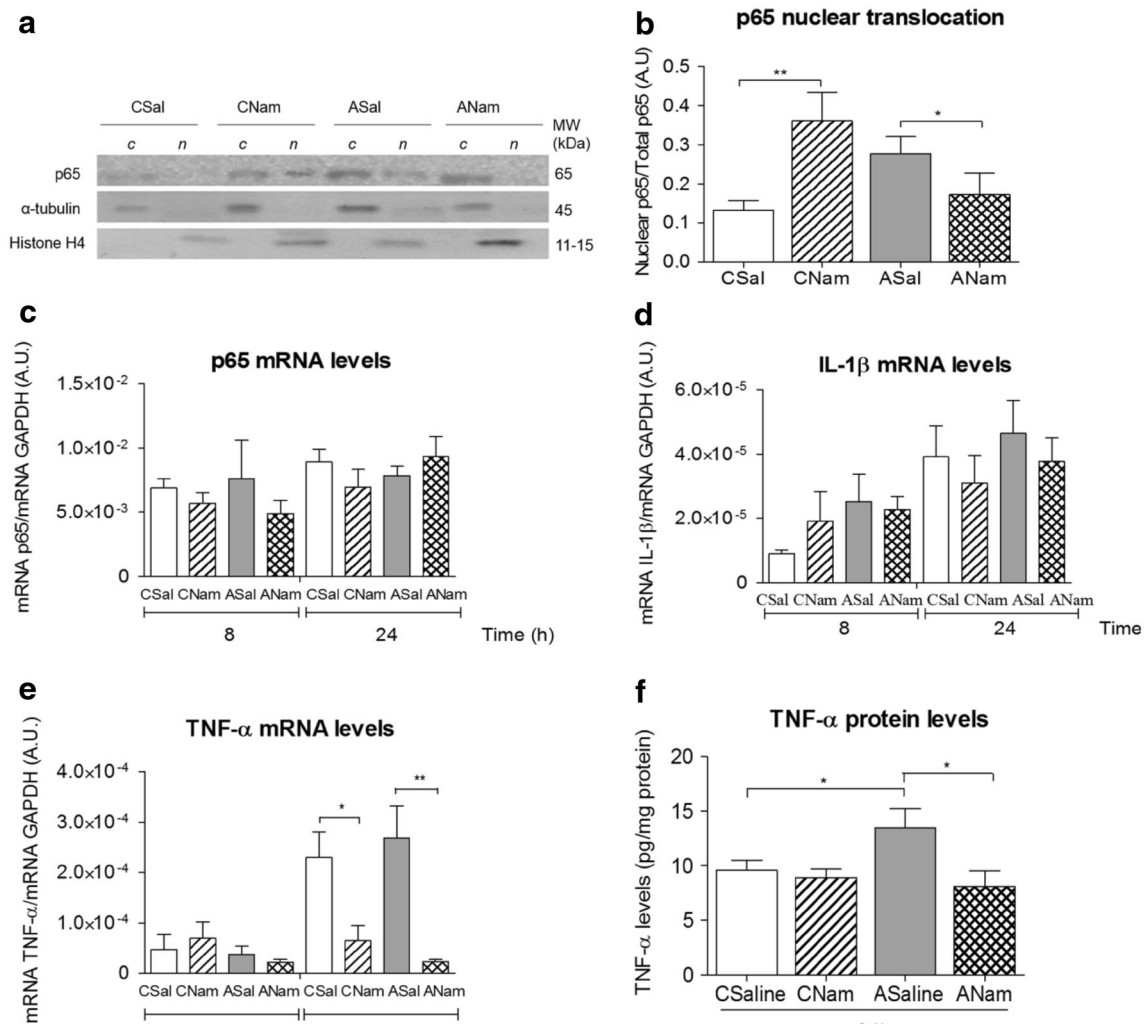 a
CSal CNam ASal ANam
MW
(kDa)
c n c n c n c n
p65 65
α-tubulin 45
Histone H4 11-15
b
p65 nuclear translocation
Nuclear p65/Total p65 (A.U)
0.5
0.4
0.3
0.2
0.1
0.0
** *
CSal CNam ASal ANam
c
p65 mRNA levels
mRNA p65/mRNA GAPDH (A.U.)
1.5×10-2
1.0×10-2
5.0×10-3
0
CSal CNam ASal ANam CSal CNam ASal ANam
8 24 Time (h)
d
IL-1β mRNA levels
mRNA IL-1β/mRNA GAPDH (A.U.)
6.0×10-5
4.0×10-5
2.0×10-5
0
CSal CNam ASal ANam CSal CNam ASal ANam
8 24 Time
e
TNF-α mRNA levels
mRNA TNF-α/mRNA GAPDH (A.U.)
4.0×10-4
3.0×10-4
2.0×10-4
1.0×10-4
0
* **
CSal CNam ASal ANam CSal CNam ASal ANam
f
TNF-α protein levels
TNF-α levels (pg/mg protein)
20
15
10
5
0
* *
CSaline CNam ASaline ANam